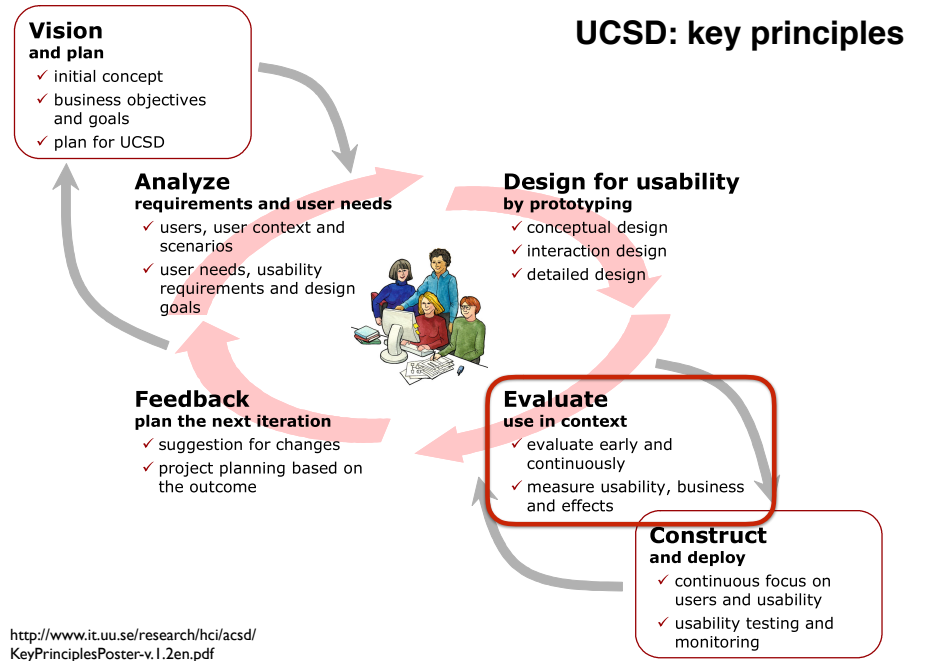 UCSD: key principles
Vision
and plan
✓ initial concept
✓ business objectives
and goals
✓ plan for UCSD
Analyze
requirements and user needs
✓ users, user context and
scenarios
✓ user needs, usability
requirements and design
goals
Design for usability
by prototyping
✓ conceptual design
✓ interaction design
✓ detailed design
Feedback
plan the next iteration
✓ suggestion for changes
✓ project planning based on
the outcome
Evaluate
use in context
✓ evaluate early and
continuously
✓ measure usability, business
and effects
Construct
and deploy
✓ continuous focus on
users and usability
✓ usability testing and
monitoring
http://www.it.uu.se/research/hci/acsd/
KeyPrinciplesPoster-v.1.2en.pdf